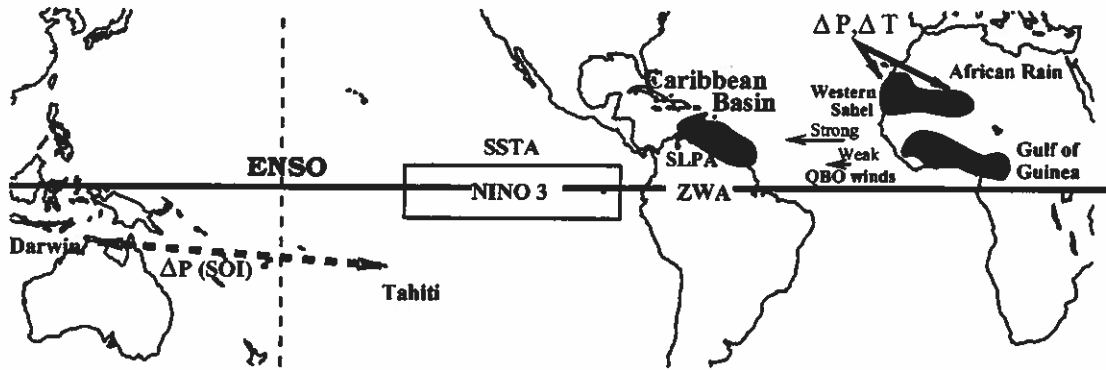 ΔP,ΔT
African Rain
Caribbean
Basin
Western
Sahel
Strong
SSTA
SLPA
Weak
Gulf of
Guinea
ENSO
QBO winds
NINO 3
ZWA
Darwin
ΔP (SOI)
Tahiti